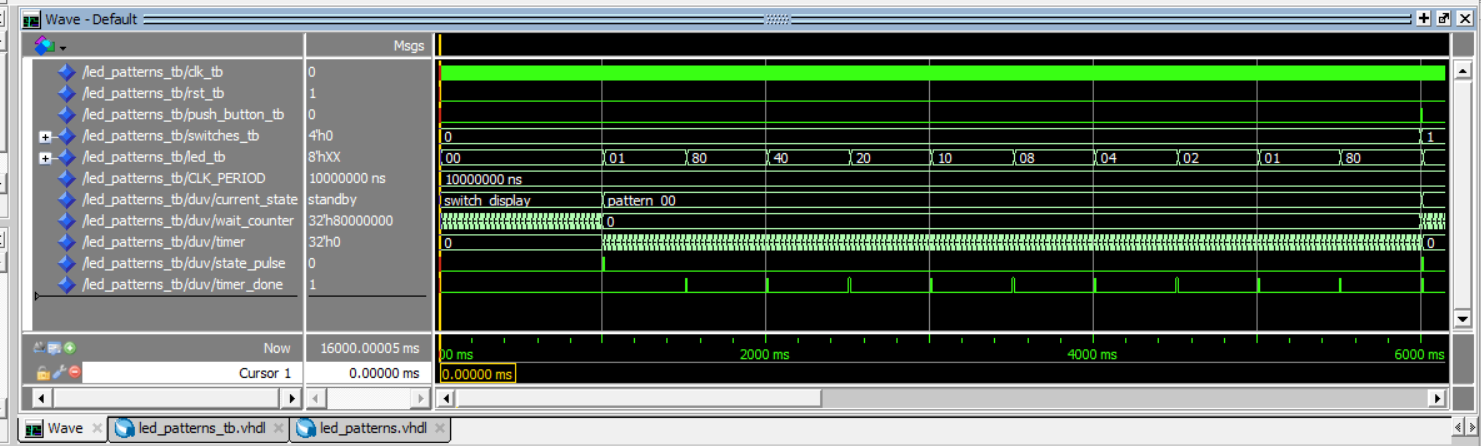 Wave - Default
Msgs
/led_patterns_tb/clk_tb 0
/led_patterns_tb/rst_tb 1
/led_patterns_tb/push_button_tb 0
/led_patterns_tb/switches_tb 4'h0 0 1
/led_patterns_tb/led_tb 8'hXX 00 01 80 40 20 10 08 04 02 01 80
/led_patterns_tb/CLK_PERIOD 10000000 ns 10000000 ns
/led_patterns_tb/duv/current_state standby switch_display pattern_00
/led_patterns_tb/duv/wait_counter 32'h80000000 0
/led_patterns_tb/duv/timer 32'h0 0 0
/led_patterns_tb/duv/state_pulse 0
/led_patterns_tb/duv/timer_done 1
Now 16000.00005 ms 00 ms 2000 ms 4000 ms 6000 ms
Cursor 1 0.00000 ms 0.00000 ms
Wave led_patterns_tb.vhdl led_patterns.vhdl